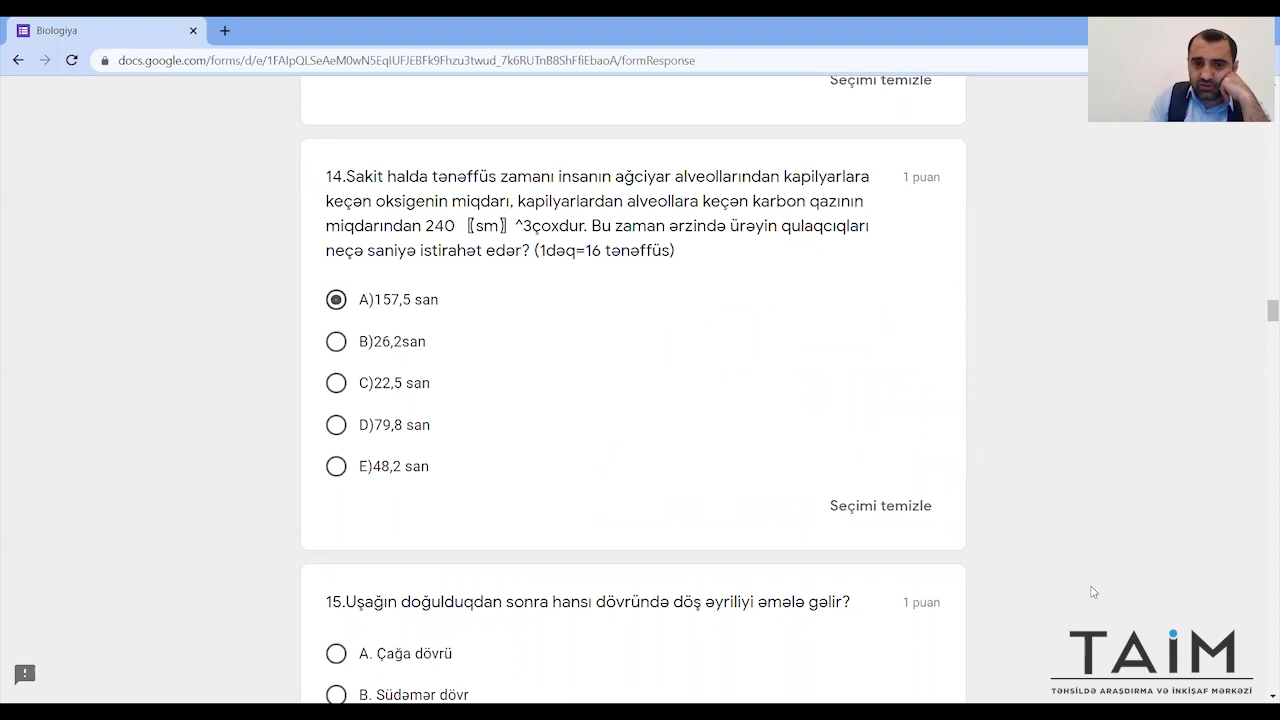 Biologiya
docs.google.com/forms/d/e/1FAIpQLSeAeM0wN5EqIUFJEBFk9Fhzu3twud_7k6RUTnB8ShFfiEbaoA/formResponse
Seçimi temizle
14.Sakit halda tənəffüs zamanı insanın ağciyar alveollarından kapilyarlara
1 puan
keçən oksigenin miqdarı, kapilyarlardan alveollara keçən karbon qazının
miqdarından 240 〖sm〗^3çoxdur. Bu zaman ərzində ürəyin qulaqcıqları
neçə saniyə istirahət edər? (1dəq=16 tənəffüs)
A)157,5 san
B)26,2san
C)22,5 san
D)79,8 san
E)48,2 san
Seçimi temizle
15.Uşağın doğulduqdan sonra hansı dövründə döş əyriliyi əmələ gəlir?
1 puan
A. Çağa dövrü
B. Südəmər dövr
TAiM
TƏHSİLDƏ ARAŞDIRMA VƏ İNKİŞAF MƏRKƏZİ